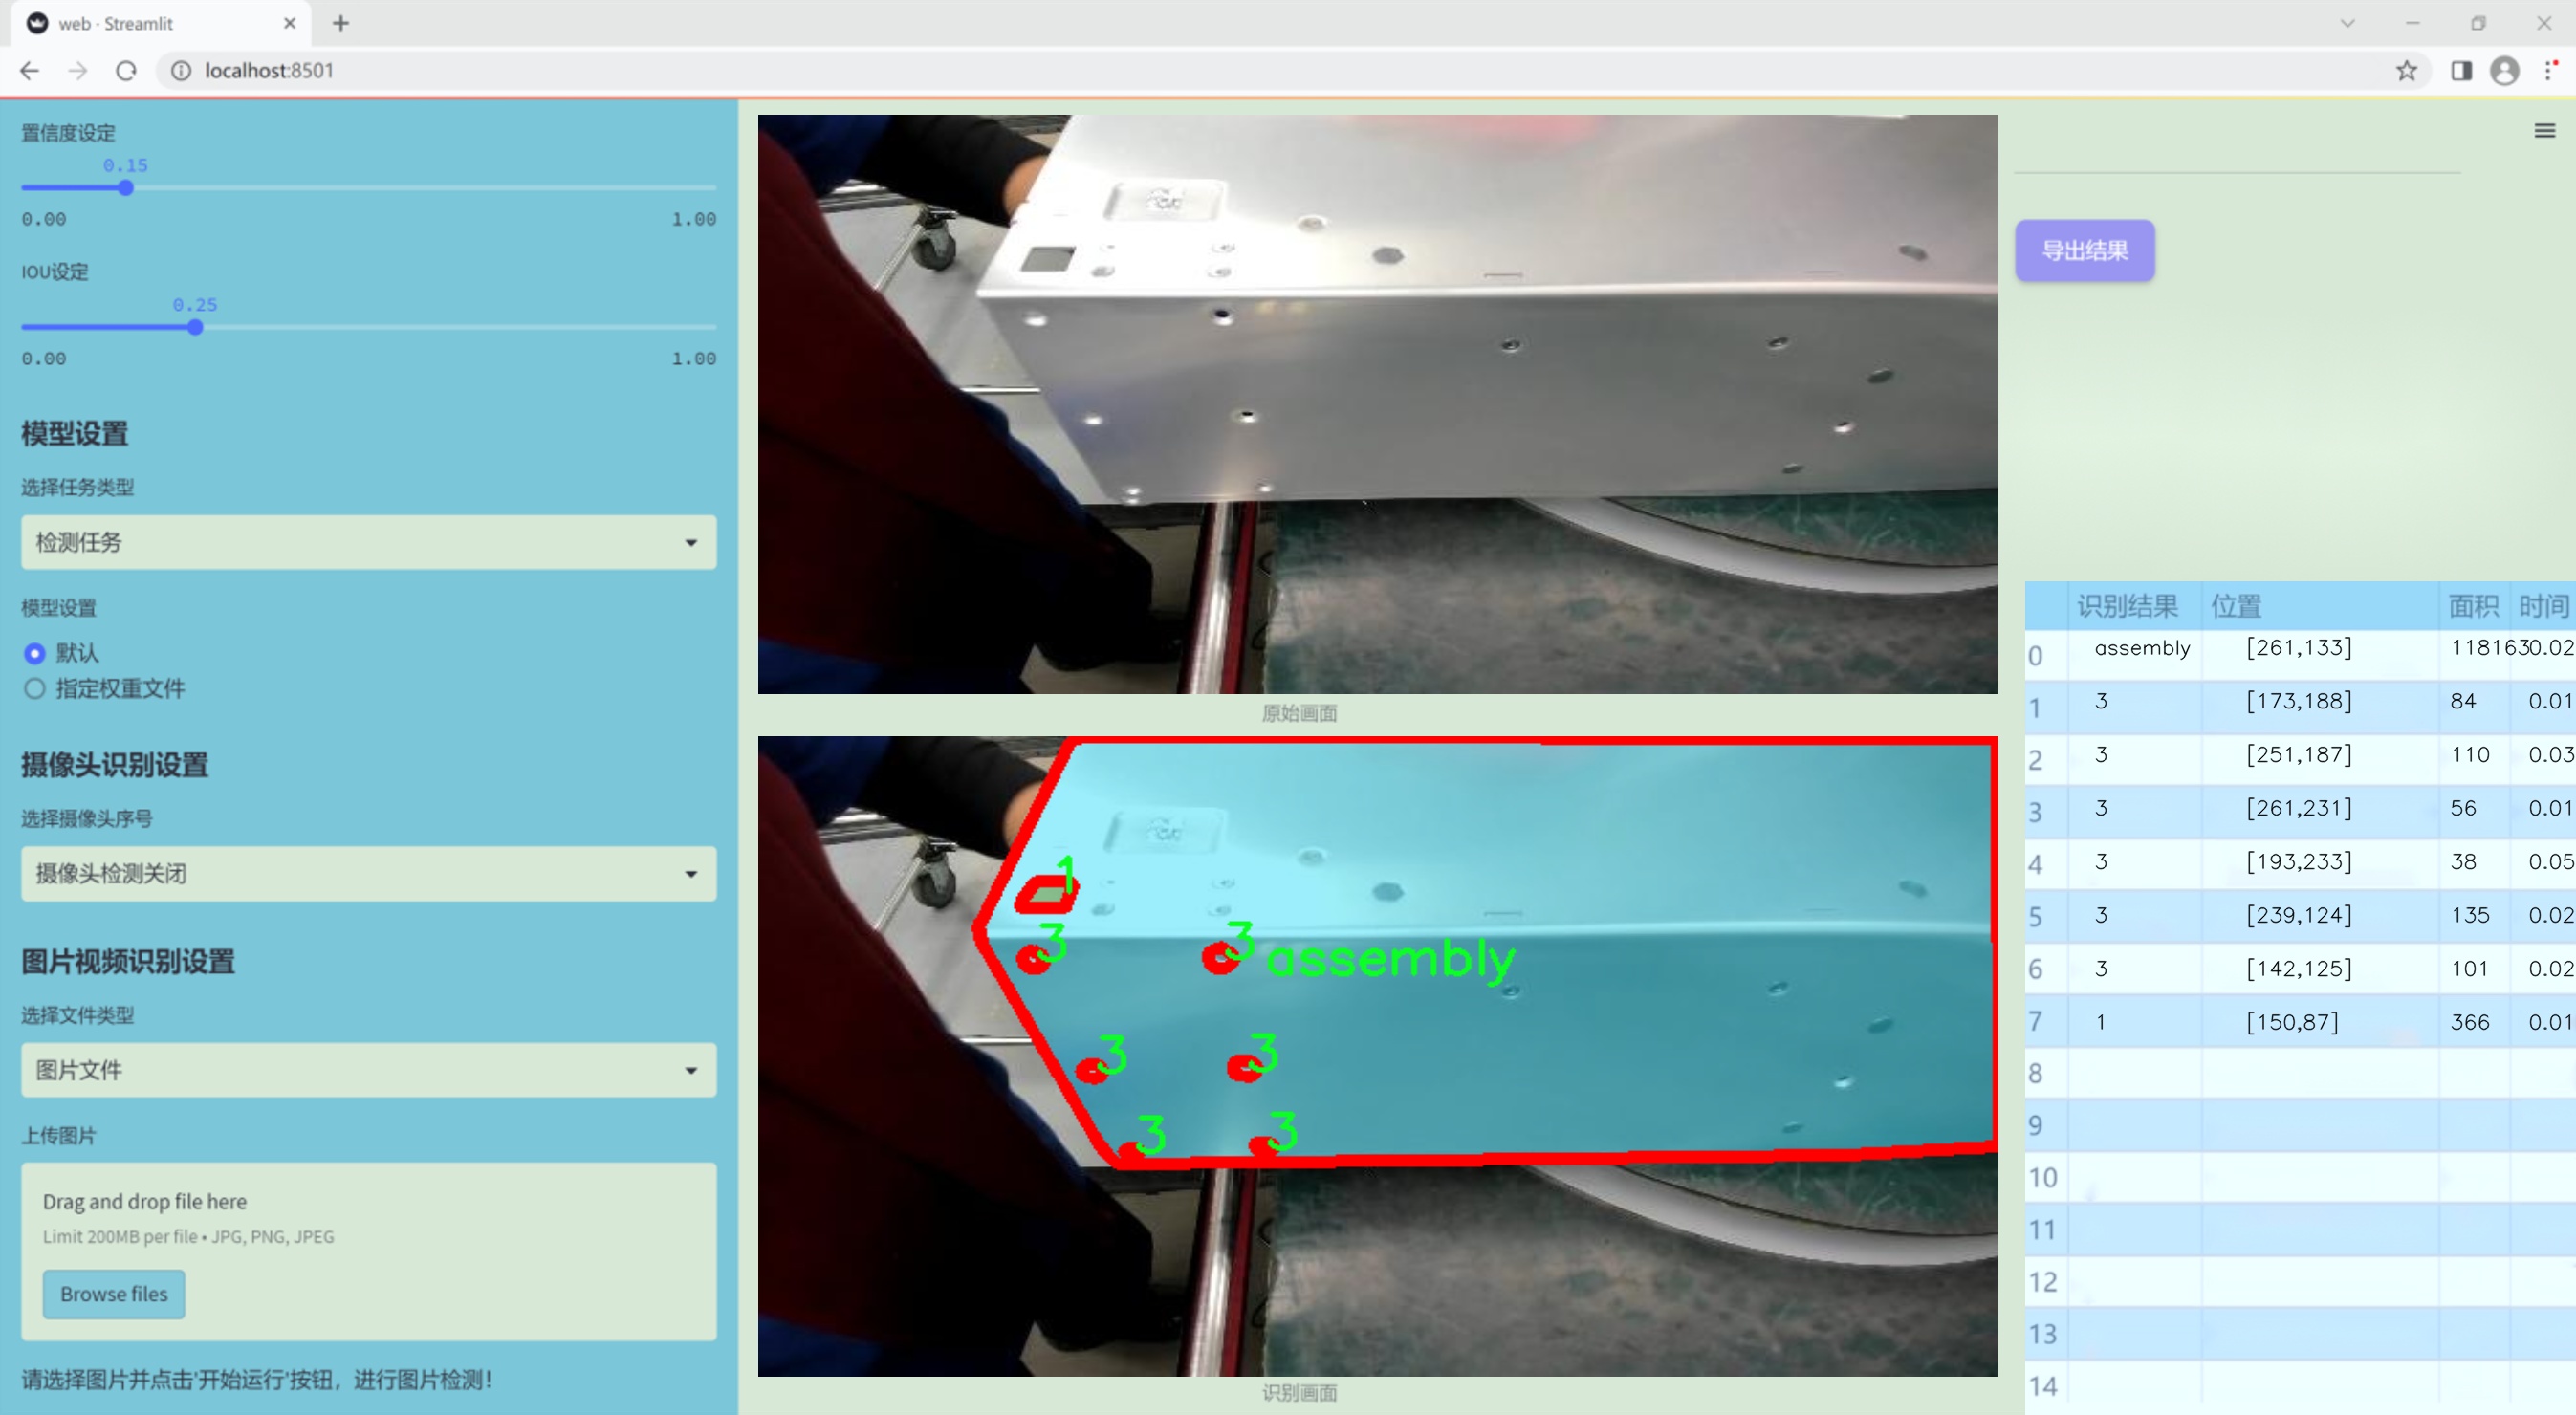 web · Streamlit
localhost:8501
置信度设定
0.15
0.00 1.00
IOU设定
0.25
0.00 1.00
模型设置
选择任务类型
检测任务
模型设置
默认
指定权重文件
摄像头识别设置
选择摄像头序号
摄像头检测关闭
图片视频识别设置
选择文件类型
图片文件
上传图片
Drag and drop file here
Limit 200MB per file • JPG, PNG, JPEG
Browse files
请选择图片并点击'开始运行'按钮，进行图片检测！
原始画面
1
3
3
assembly
3
3
3
3
识别画面
导出结果
识别结果 位置 面积 时间
0 assembly [261,133] 118163 0.02
1 3 [173,188] 84 0.01
2 3 [251,187] 110 0.03
3 3 [261,231] 56 0.01
4 3 [193,233] 38 0.05
5 3 [239,124] 135 0.02
6 3 [142,125] 101 0.02
7 1 [150,87] 366 0.01
8
9
10
11
12
13
14